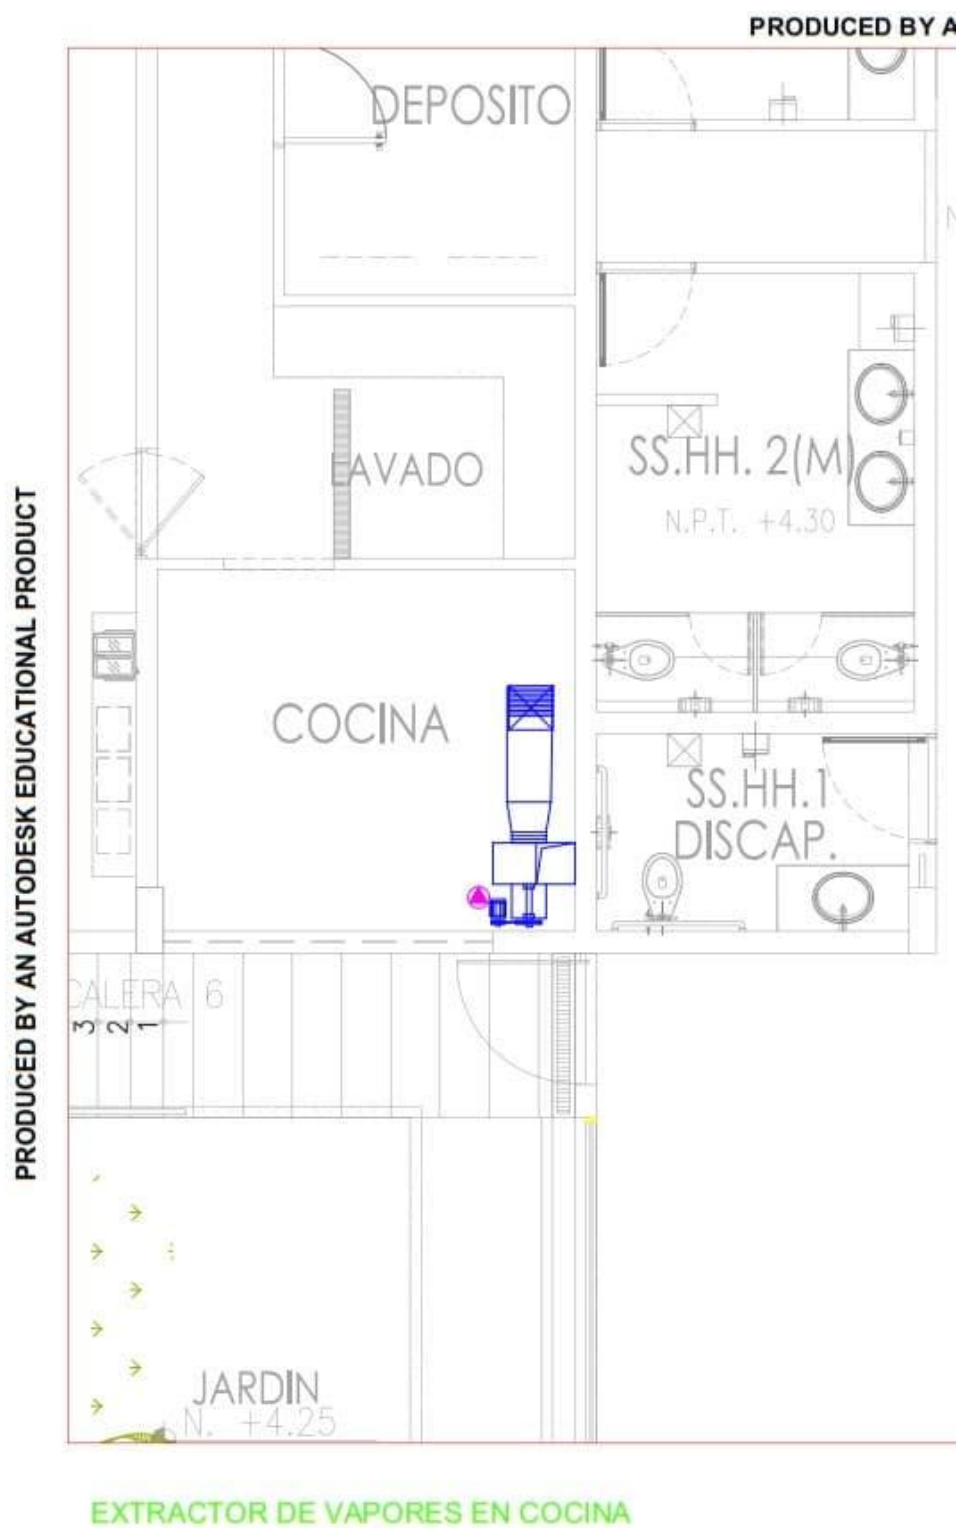 PRODUCED BY A
DEPOSITO
LAVADO
SS.HH. 2(M)
N.P.T. +4.30
PRODUCED BY AN AUTODESK EDUCATIONAL PRODUCT
COCINA
SS.HH.1
DISCAP.
CALERA 6
3 2 1
JARDIN
N. +4.25
EXTRACTOR DE VAPORES EN COCINA